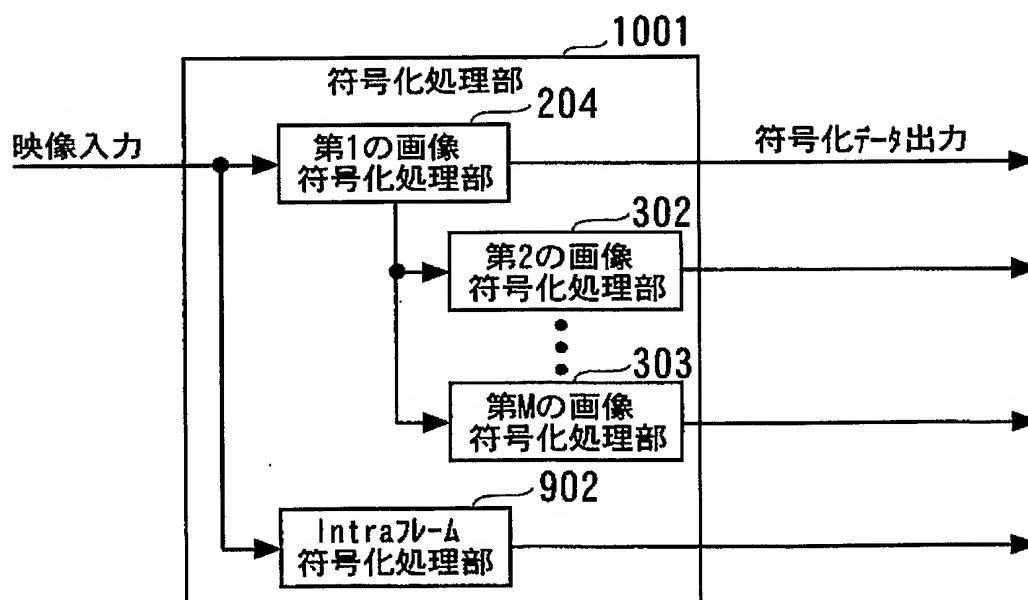 1001
符号化処理部
204
映像入力
第1の画像
符号化処理部
符号化データ出力
302
第2の画像
符号化処理部
303
第Mの画像
符号化処理部
902
Intraフレーム
符号化処理部